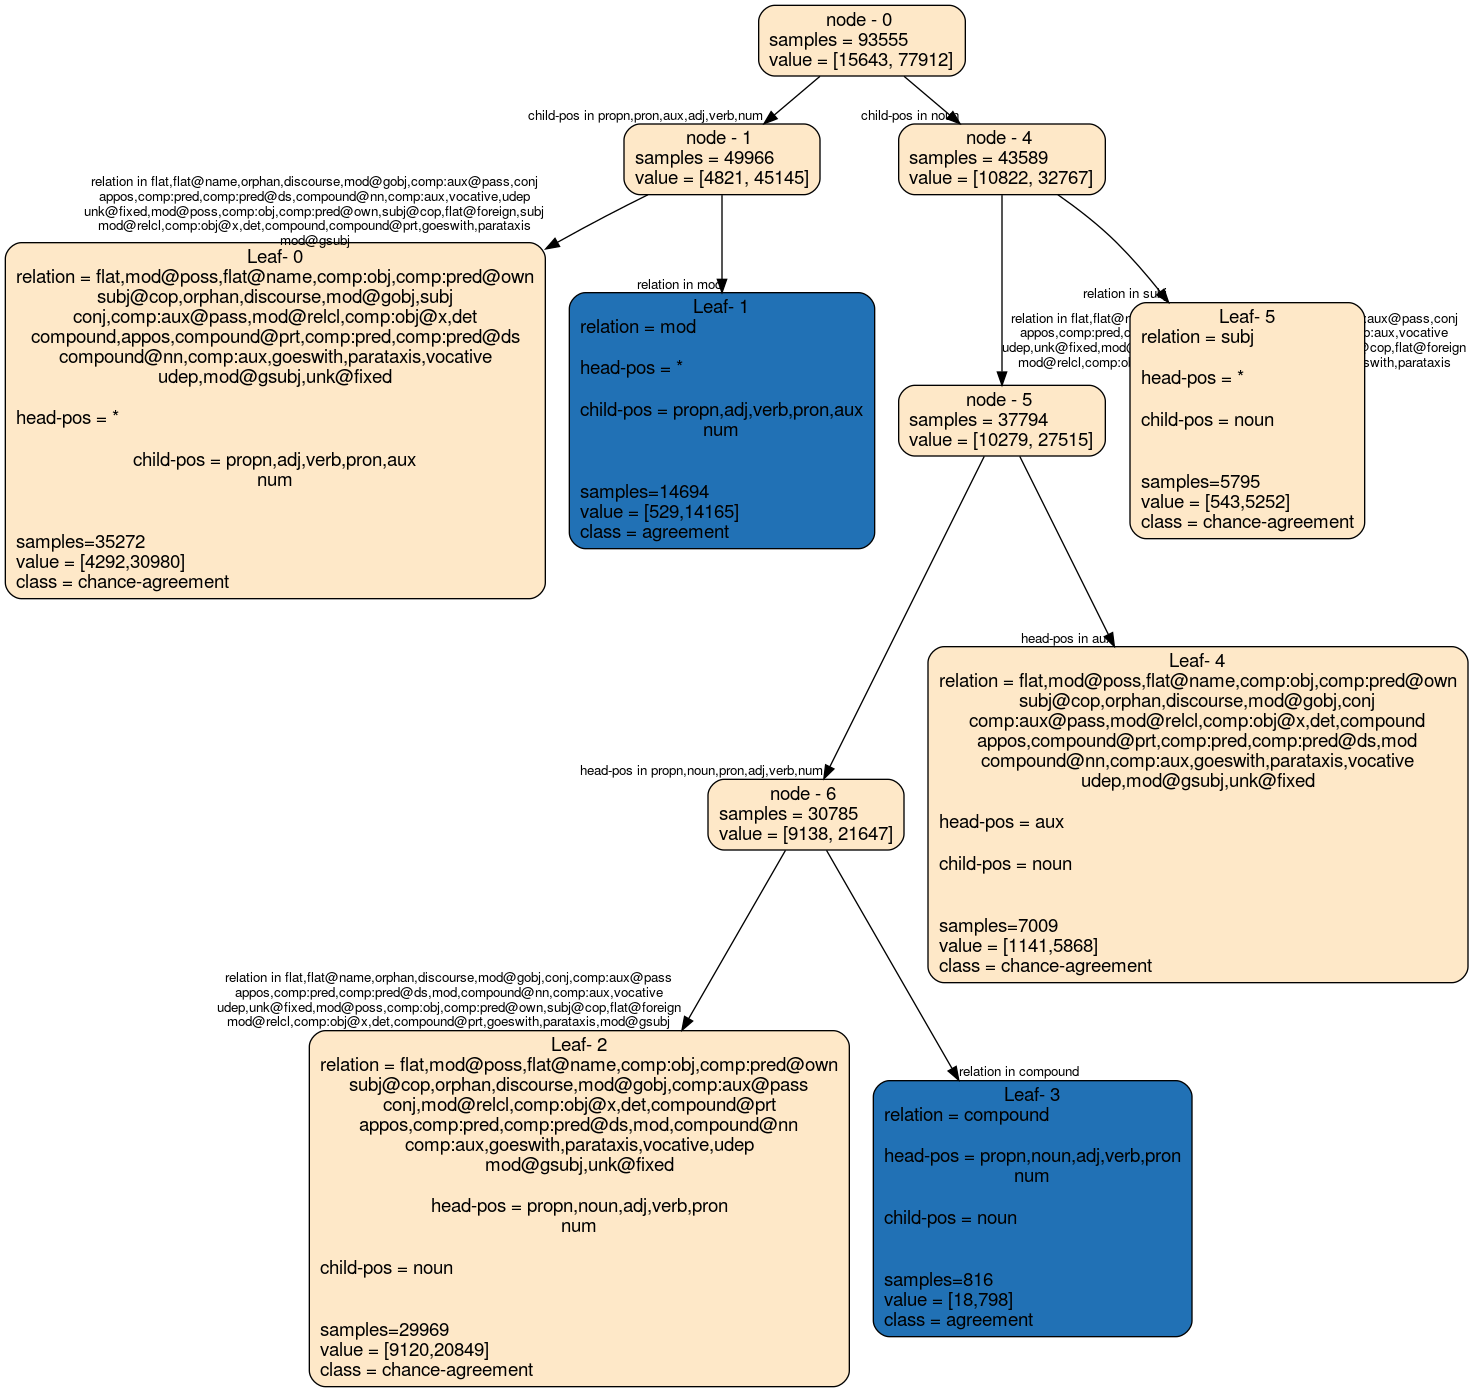 node - 0
samples = 93555
value = [15643, 77912]
child-pos in propn,pron,aux,adj,verb,num
child-pos in noun
node - 1
samples = 49966
value = [4821, 45145]
node - 4
samples = 43589
value = [10822, 32767]
relation in flat,flat@name,orphan,discourse,mod@gobj,comp:aux@pass,conj
appos,comp:pred,comp:pred@ds,compound@nn,comp:aux,vocative,udep
unk@fixed,mod@poss,comp:obj,comp:pred@own,subj@cop,flat@foreign,subj
mod@relcl,comp:obj@x,det,compound,compound@prt,goeswith,parataxis
mod@gsubj
Leaf- 0
relation = flat,mod@poss,flat@name,comp:obj,comp:pred@own
subj@cop,orphan,discourse,mod@gobj,subj
conj,comp:aux@pass,mod@relcl,comp:obj@x,det
compound,appos,compound@prt,comp:pred,comp:pred@ds
compound@nn,comp:aux,goeswith,parataxis,vocative
udep,mod@gsubj,unk@fixed
head-pos = *
child-pos = propn,adj,verb,pron,aux
num
samples=35272
value = [4292,30980]
class = chance-agreement
relation in mod
Leaf- 1
relation = mod
head-pos = *
child-pos = propn,adj,verb,pron,aux
num
samples=14694
value = [529,14165]
class = agreement
relation in subj
Leaf- 5
relation = subj
head-pos = *
child-pos = noun
samples=5795
value = [543,5252]
class = chance-agreement
relation in flat,flat@ :aux@pass,conj
appos,comp:pred, :aux,vocative
udep,unk@fixed,mod @cop,flat@foreign
mod@relcl,comp:ob with,parataxis
node - 5
samples = 37794
value = [10279, 27515]
head-pos in aux
Leaf- 4
relation = flat,mod@poss,flat@name,comp:obj,comp:pred@own
subj@cop,orphan,discourse,mod@gobj,conj
comp:aux@pass,mod@relcl,comp:obj@x,det,compound
appos,compound@prt,comp:pred,comp:pred@ds,mod
compound@nn,comp:aux,goeswith,parataxis,vocative
udep,mod@gsubj,unk@fixed
head-pos = aux
child-pos = noun
samples=7009
value = [1141,5868]
class = chance-agreement
head-pos in propn,noun,pron,adj,verb,num
node - 6
samples = 30785
value = [9138, 21647]
relation in flat,flat@name,orphan,discourse,mod@gobj,conj,comp:aux@pass
appos,comp:pred,comp:pred@ds,mod,compound@nn,comp:aux,vocative
udep,unk@fixed,mod@poss,comp:obj,comp:pred@own,subj@cop,flat@foreign
mod@relcl,comp:obj@x,det,compound@prt,goeswith,parataxis,mod@gsubj
Leaf- 2
relation = flat,mod@poss,flat@name,comp:obj,comp:pred@own
subj@cop,orphan,discourse,mod@gobj,comp:aux@pass
conj,mod@relcl,comp:obj@x,det,compound@prt
appos,comp:pred,comp:pred@ds,mod,compound@nn
comp:aux,goeswith,parataxis,vocative,udep
mod@gsubj,unk@fixed
head-pos = propn,noun,adj,verb,pron
num
child-pos = noun
samples=29969
value = [9120,20849]
class = chance-agreement
relation in compound
Leaf- 3
relation = compound
head-pos = propn,noun,adj,verb,pron
num
child-pos = noun
samples=816
value = [18,798]
class = agreement